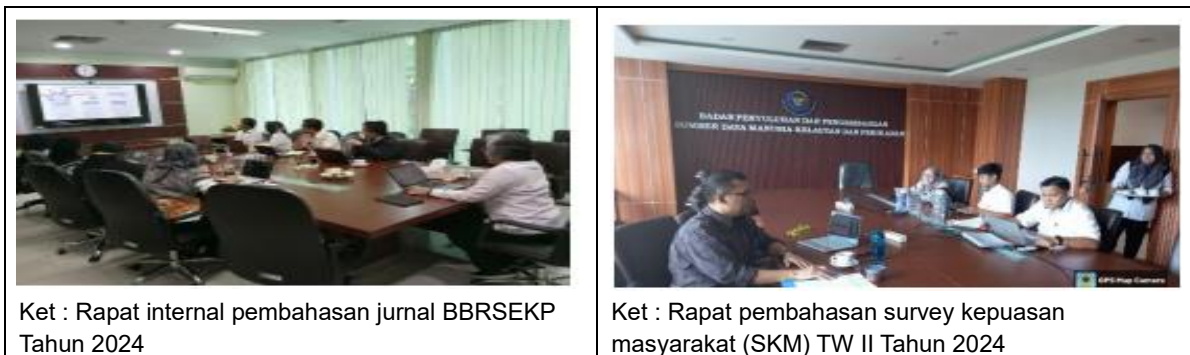 BADAN PENYULUHAN DAN PENGEMBANGAN
SUMBER DAYA MANUSIA KELAUTAN DAN PERIKANAN
GPS Map Camera
Ket : Rapat internal pembahasan jurnal BBRSEKP
Tahun 2024
Ket : Rapat pembahasan survey kepuasan
masyarakat (SKM) TW II Tahun 2024